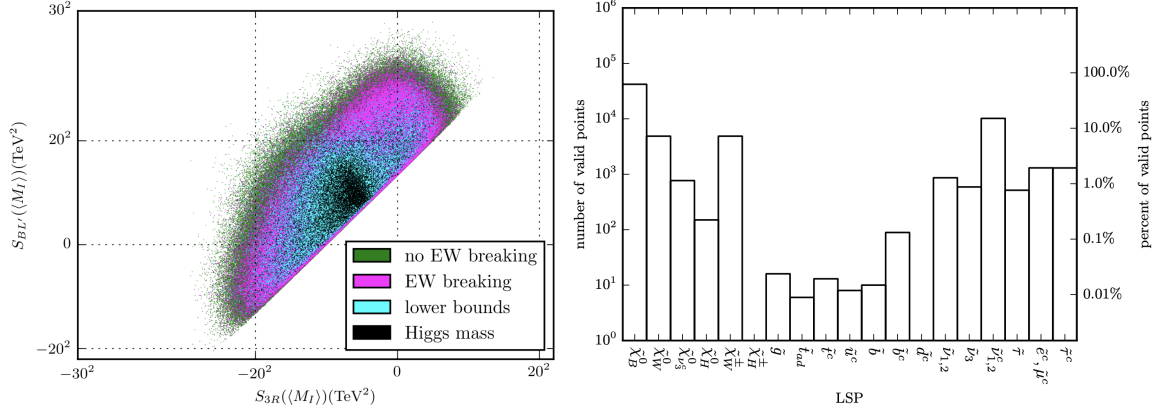 30²
20²
0
−20²
−30²
−20²
0
20²
S_{BL'}(⟨M_I⟩)(TeV²)
S_{3R}(⟨M_I⟩)(TeV²)
no EW breaking
EW breaking
lower bounds
Higgs mass
10⁶
10⁵
10⁴
10³
10²
10¹
10⁰
number of valid points
100.0%
10.0%
1.0%
0.1%
0.01%
percent of valid points
χ̃⁰_B
χ̃⁰_W
χ̃⁰_{ν₃^c}
χ̃⁰_H
χ̃^±_W
χ̃^±_H
g̃
t̃_{ad}
t̃^c
ũ^c
b̃
b̃^c
d̃^c
ν̃_{1,2}
ν̃_3
ν̃^c_{1,2}
τ̃
ẽ^c, μ̃^c
τ̃^c
LSP